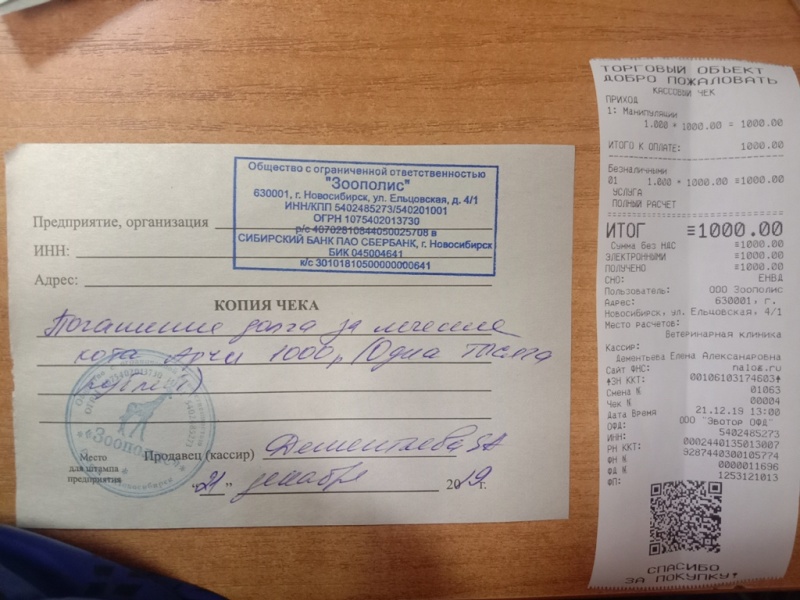 Общество с ограниченной ответственностью
"Зоополис"
630001, г. Новосибирск, ул. Ельцовская, д. 4/1
ИНН/КПП 5402485273/540201001
ОГРН 1075402013730
р/с 40702810844050025708 в
СИБИРСКИЙ БАНК ПАО СБЕРБАНК, г. Новосибирск
БИК 045004641
к/с 30101810500000000641
Предприятие, организация
ИНН:
Адрес:
КОПИЯ ЧЕКА
Погашение долга за лечение
кота Арчи 1000р (Одна тысяча
рублей)
"Зоополис"
Место
для штампа
предприятия
Продавец (кассир) Дементьева ЕА
"21" декабря 2019г.
ТОРГОВЫЙ ОБЪЕКТ
ДОБРО ПОЖАЛОВАТЬ
КАССОВЫЙ ЧЕК
ПРИХОД
1: Манипуляции
1.000 * 1000.00 = 1000.00
ИТОГО К ОПЛАТЕ: 1000.00
Безналичными
01 1.000 * 1000.00 ≡1000.00
УСЛУГА
ПОЛНЫЙ РАСЧЕТ
ИТОГ ≡1000.00
Сумма без НДС ≡1000.00
ЭЛЕКТРОННЫМИ ≡1000.00
ПОЛУЧЕНО ≡1000.00
СНО: ЕНВД
Пользователь: ООО Зоополис
Адрес: 630001, г.
Новосибирск, ул. Ельцовская, 4/1
Место расчетов:
Ветеринарная клиника
Кассир:
Дементьева Елена Александровна
Сайт ФНС: nalog.ru
ЗН ККТ: 00106103174603
Смена N 01063
Чек N 00004
Дата Время 21.12.19 13:00
ОФД: ООО "Эвотор ОФД"
ИНН: 5402485273
РН ККТ: 0002440135013007
ФН N 9287440300105774
ФД N 0000011696
ФП: 1253121013
СПАСИБО
ЗА ПОКУПКУ!